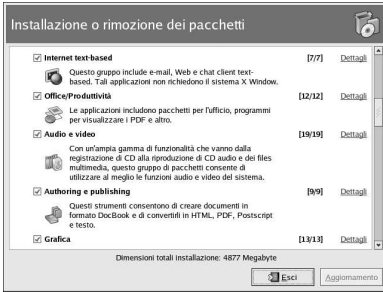 Installazione o rimozione dei pacchetti
Internet text-based [7/7] Dettagli
Questo gruppo include e-mail, Web e chat client text-
based. Tali applicazioni non richiedono il sistema X Window.
Office/Produttività [12/12] Dettagli
Le applicazioni includono pacchetti per l'ufficio, programmi
per visualizzare i PDF e altro.
Audio e video [19/19] Dettagli
Con un'ampia gamma di funzionalità che vanno dalla
registrazione di CD alla riproduzione di CD audio e dei files
multimedia, questo gruppo di pacchetti consente di
utilizzare al meglio le funzioni audio e video del sistema.
Authoring e publishing [9/9] Dettagli
Questi strumenti consentono di creare documenti in
formato DocBook e di convertirli in HTML, PDF, Postscript
e testo.
Grafica [13/13] Dettagli
Dimensioni totali installazione: 4877 Megabyte
Esci Aggiornamento